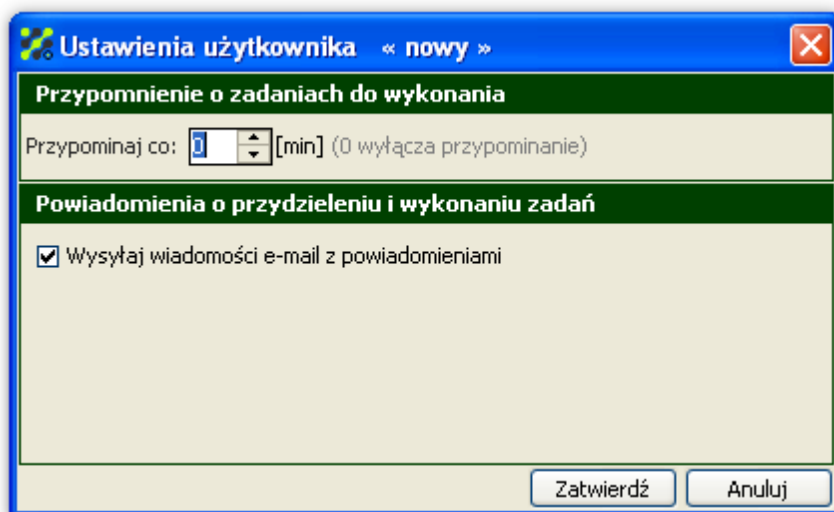 Ustawienia użytkownika « nowy »
Przypomnienie o zadaniach do wykonania
Przypominaj co: 0 [min] (0 wyłącza przypominanie)
Powiadomienia o przydzieleniu i wykonaniu zadań
Wysyłaj wiadomości e-mail z powiadomieniami
Zatwierdź Anuluj